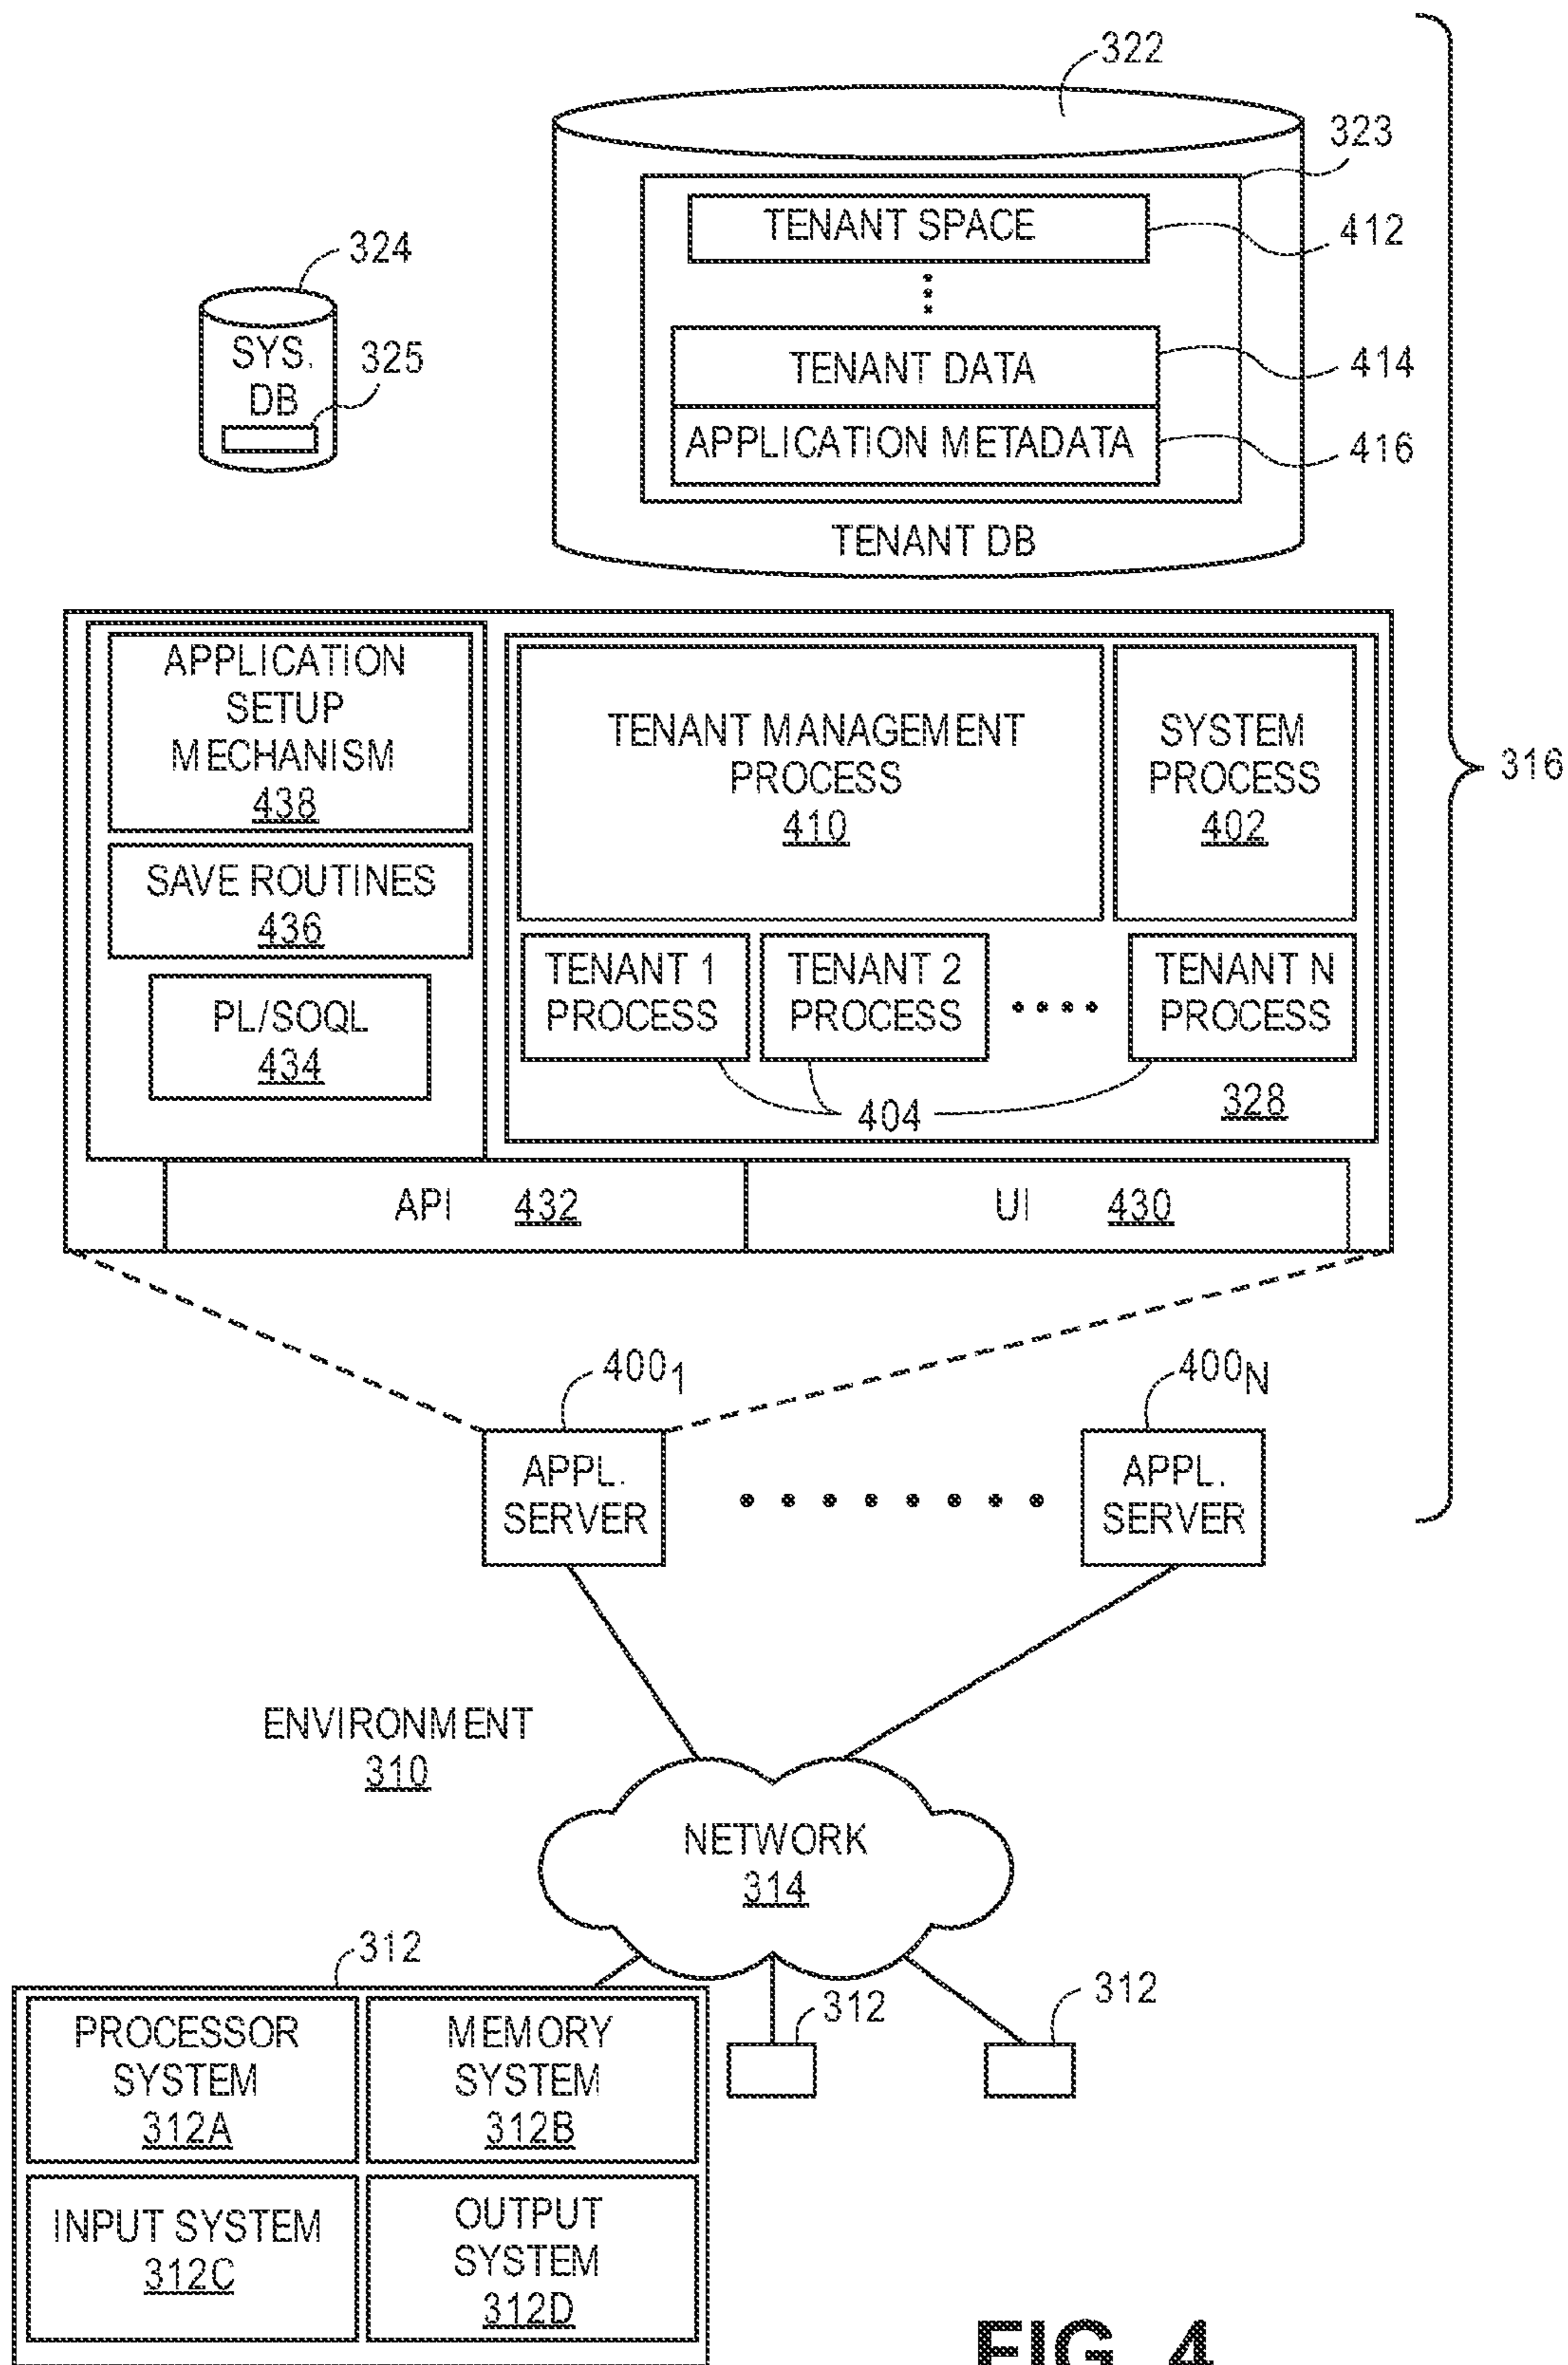 322
323
TENANT SPACE
412
324
SYS.
DB
325
TENANT DATA
414
APPLICATION METADATA
416
TENANT DB
APPLICATION
SETUP
MECHANISM
438
SAVE ROUTINES
436
PL/SOQL
434
TENANT MANAGEMENT
PROCESS
410
SYSTEM
PROCESS
402
TENANT 1
PROCESS
TENANT 2
PROCESS
TENANT N
PROCESS
404
328
316
API 432
UI 430
400₁
400N
APPL.
SERVER
APPL.
SERVER
ENVIRONMENT
310
NETWORK
314
312
312
312
PROCESSOR
SYSTEM
312A
MEMORY
SYSTEM
312B
INPUT SYSTEM
312C
OUTPUT
SYSTEM
312D
FIG. 4